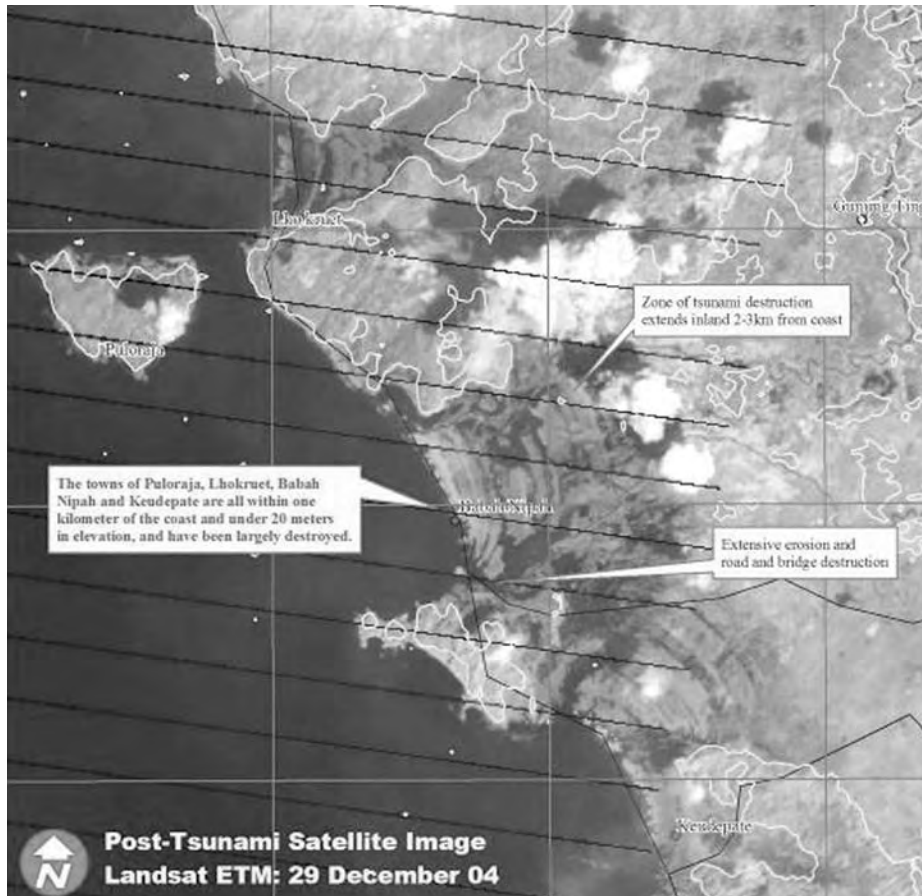 Lhokruet
Zone of tsunami destruction
extends inland 2-3km from coast
Puloraja
The towns of Puloraja, Lhokruet, Babah
Nipah and Keudepate are all within one
kilometer of the coast and under 20 meters
in elevation, and have been largely destroyed.
Extensive erosion and
road and bridge destruction
Keudepate
Post-Tsunami Satellite Image
Landsat ETM: 29 December 04
N